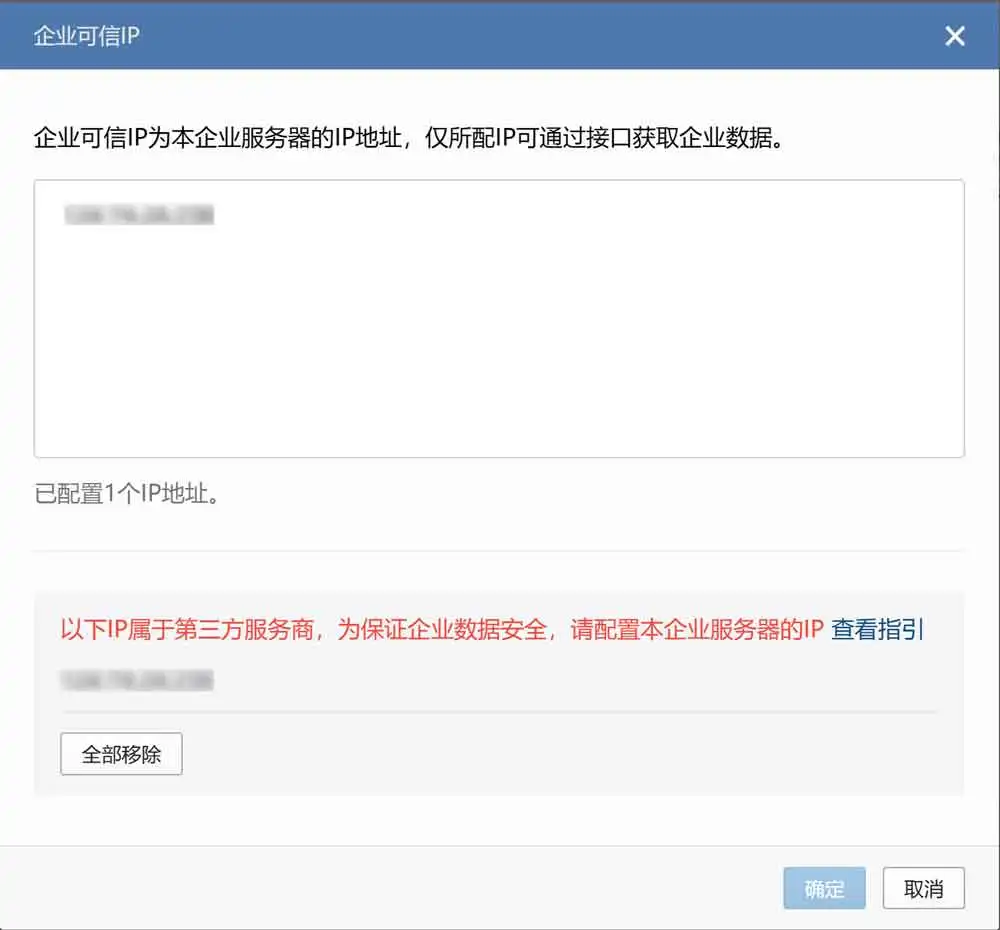 企业可信IP
企业可信IP为本企业服务器的IP地址，仅所配IP可通过接口获取企业数据。
已配置1个IP地址。
以下IP属于第三方服务商，为保证企业数据安全，请配置本企业服务器的IP 查看指引
全部移除
确定
取消